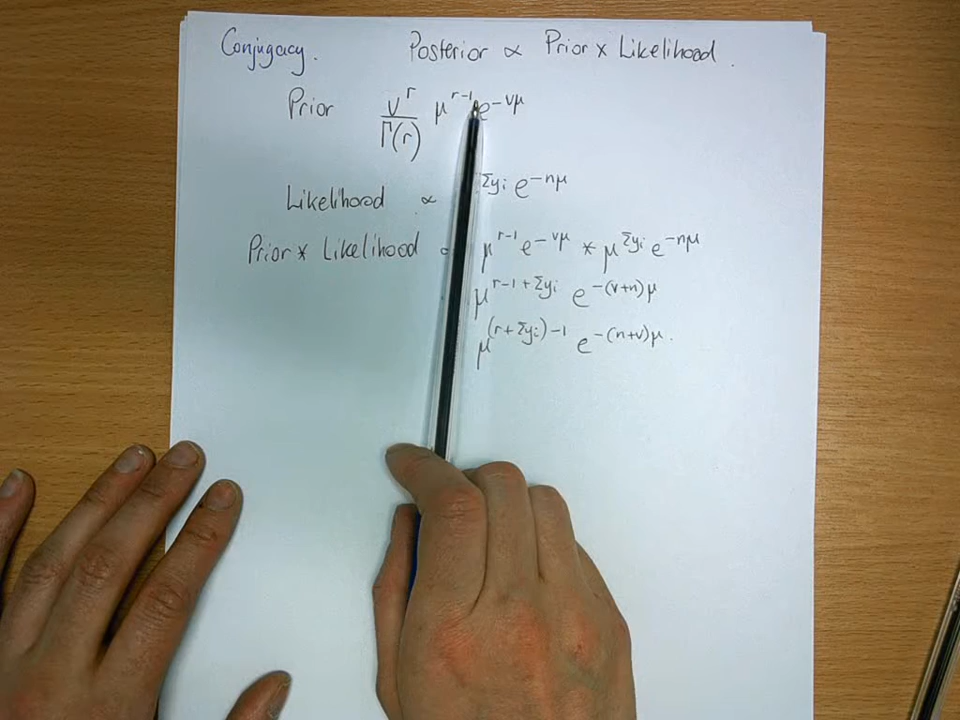 Conjugacy. Posterior ∝ Prior x Likelihood.
Prior v^r / Γ(r) μ^(r-1) e^(-vμ)
Likelihood ∝ Σyi e^(-nμ)
Prior * Likelihood μ^(r-1) e^(-vμ) * μ^(Σyi) e^(-nμ)
μ^(r-1+Σyi) e^(-(v+n)μ)
μ^((r+Σyi)-1) e^(-(n+v)μ).